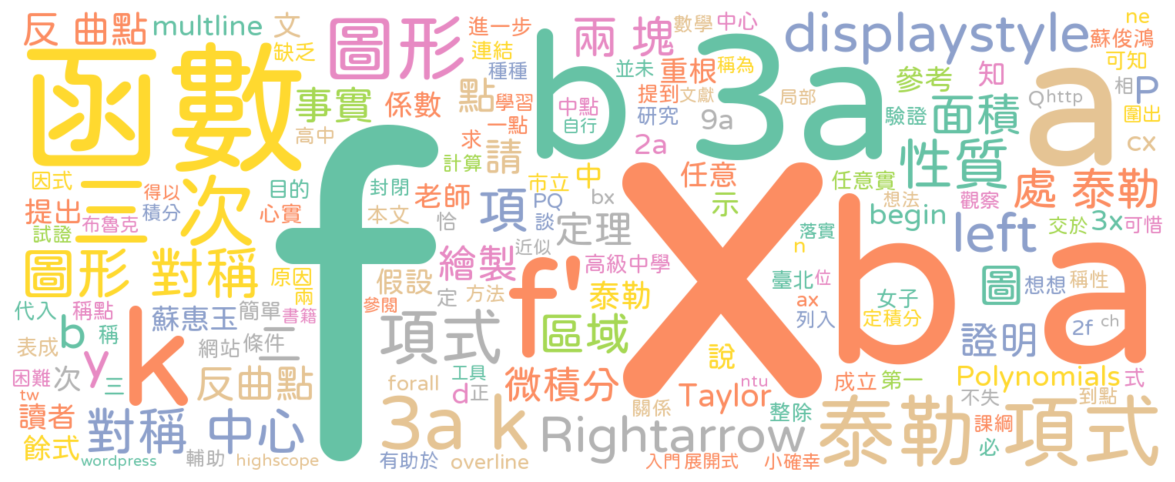 反 曲點 multline 文 圖形 進一步 兩 塊 數學 中心 displaystyle ne
缺乏 連結 種種 並未 重根 稱為 蘇俊鴻
函數 事實 係數 點 學習 b 提到 文獻 3a 局部 參考 知 a 可知
高中 一點 中點 研究 9a Q http 驗證 面積 相 P 圍出
求 請 自行 2a 性質 cx
因式 三次 得以 目的 封閉 計算 老師 f 項 市立 中 任意 任意實 觀察 處 泰勒
提出 積分 心實 本文 PQ bx 示 begin 想法 交於 3x 可惜
試證 布魯克 恰 談 定理 落實 left
圖形 對稱 原因 繪製 近似 n
兩 假設 f' 高級中學 X 臺北 位 女子 圖 想想 稱性
代入 稱點 蘇惠玉 簡單 書籍 參閱 定 方法 泰勒 ax 列入 定積分 b a 2f ch
b 稱 k 二 項式 區域 證明
表成 y 網站 條件 說
困難 次 三 反曲點 forall 工具 微積分 ntu 成立 第一 Polynomials 式
tw d 正 Taylor 整除 不失 到點
讀者 對稱 中心 3a k 關係 泰勒 項式 課綱
餘式 Rightarrow 必
wordpress 輔助 highscope 有助於 overline 入門 展開式 小確幸